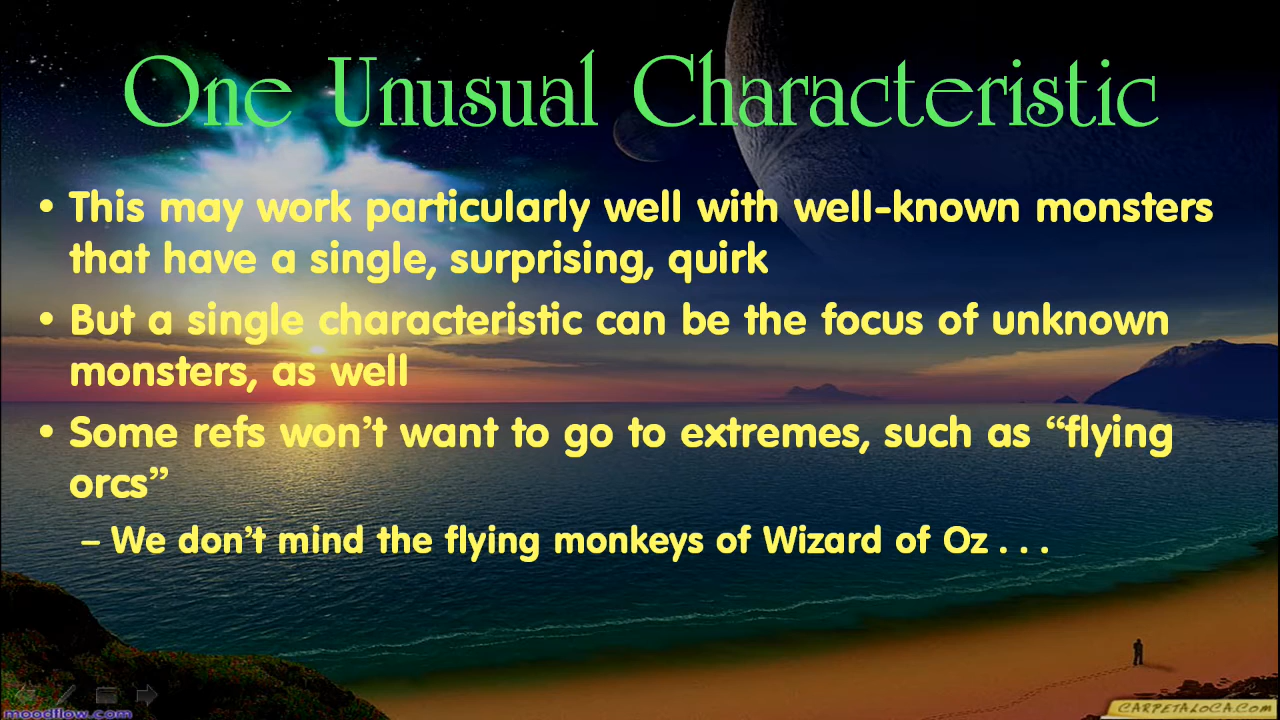 One Unusual Characteristic
• This may work particularly well with well-known monsters
that have a single, surprising, quirk
• But a single characteristic can be the focus of unknown
monsters, as well
• Some refs won’t want to go to extremes, such as “flying
orcs”
– We don’t mind the flying monkeys of Wizard of Oz . . .
moodflow.com
CARPETALOCA.COM